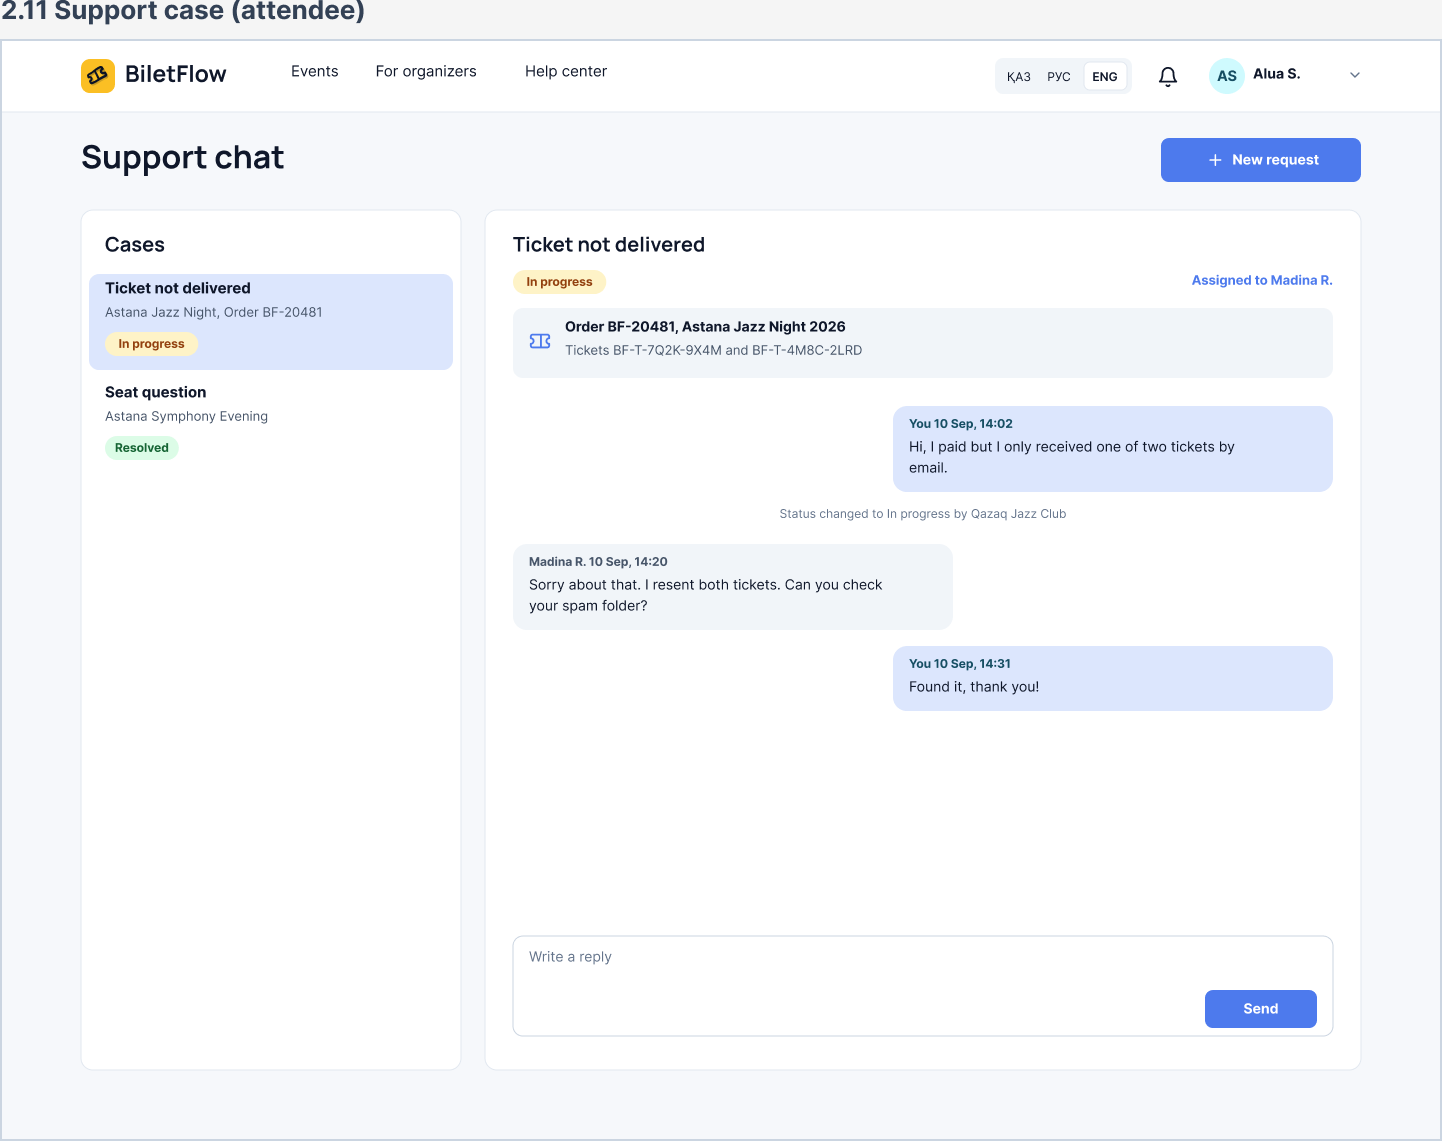 2.11 Support case (attendee)
BiletFlow
Events
For organizers
Help center
ҚАЗ
РУС
ENG
AS
Alua S.
Support chat
New request
Cases
Ticket not delivered
Astana Jazz Night, Order BF-20481
In progress
Seat question
Astana Symphony Evening
Resolved
Ticket not delivered
In progress
Assigned to Madina R.
Order BF-20481, Astana Jazz Night 2026
Tickets BF-T-7Q2K-9X4M and BF-T-4M8C-2LRD
You 10 Sep, 14:02
Hi, I paid but I only received one of two tickets by
email.
Status changed to In progress by Qazaq Jazz Club
Madina R. 10 Sep, 14:20
Sorry about that. I resent both tickets. Can you check
your spam folder?
You 10 Sep, 14:31
Found it, thank you!
Write a reply
Send